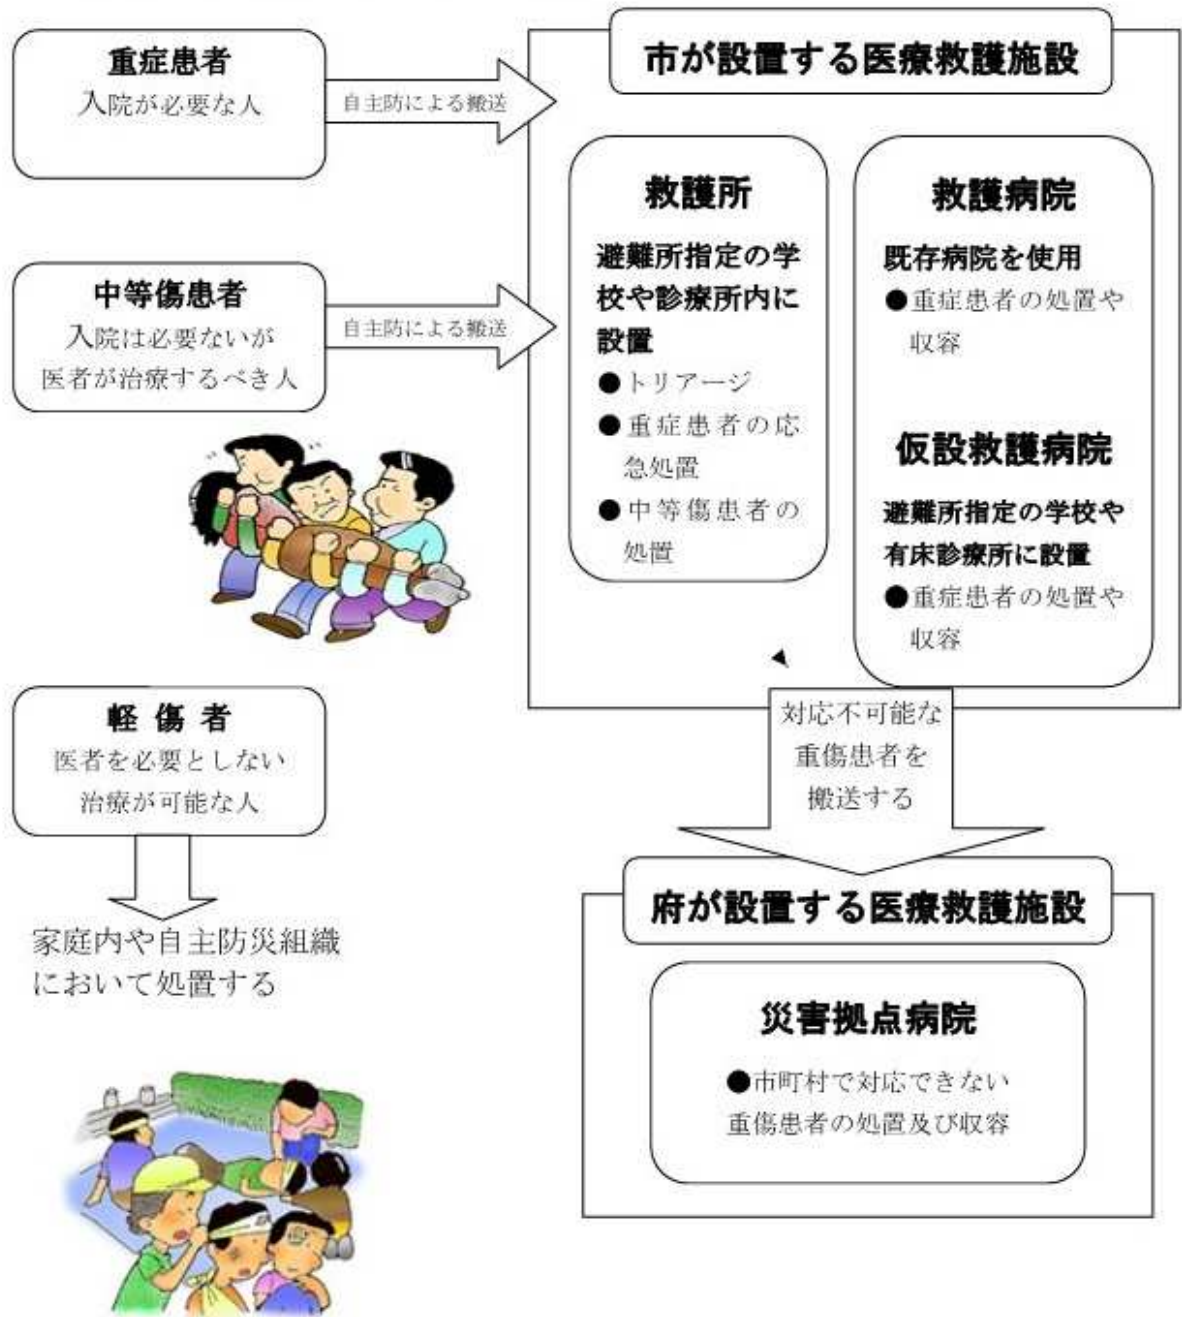 重症患者
入院が必要な人
自主防による搬送
中等傷患者
入院は必要ないが
医者が治療するべき人
自主防による搬送
市が設置する医療救護施設
救護所
避難所指定の学
校や診療所内に
設置
●トリアージ
●重症患者の応
急処置
●中等傷患者の
処置
救護病院
既存病院を使用
●重症患者の処置や
収容
仮設救護病院
避難所指定の学校や
有床診療所に設置
●重症患者の処置や
収容
軽 傷 者
医者を必要としない
治療が可能な人
家庭内や自主防災組織
において処置する
対応不可能な
重傷患者を
搬送する
府が設置する医療救護施設
災害拠点病院
●市町村で対応できない
重傷患者の処置及び収容